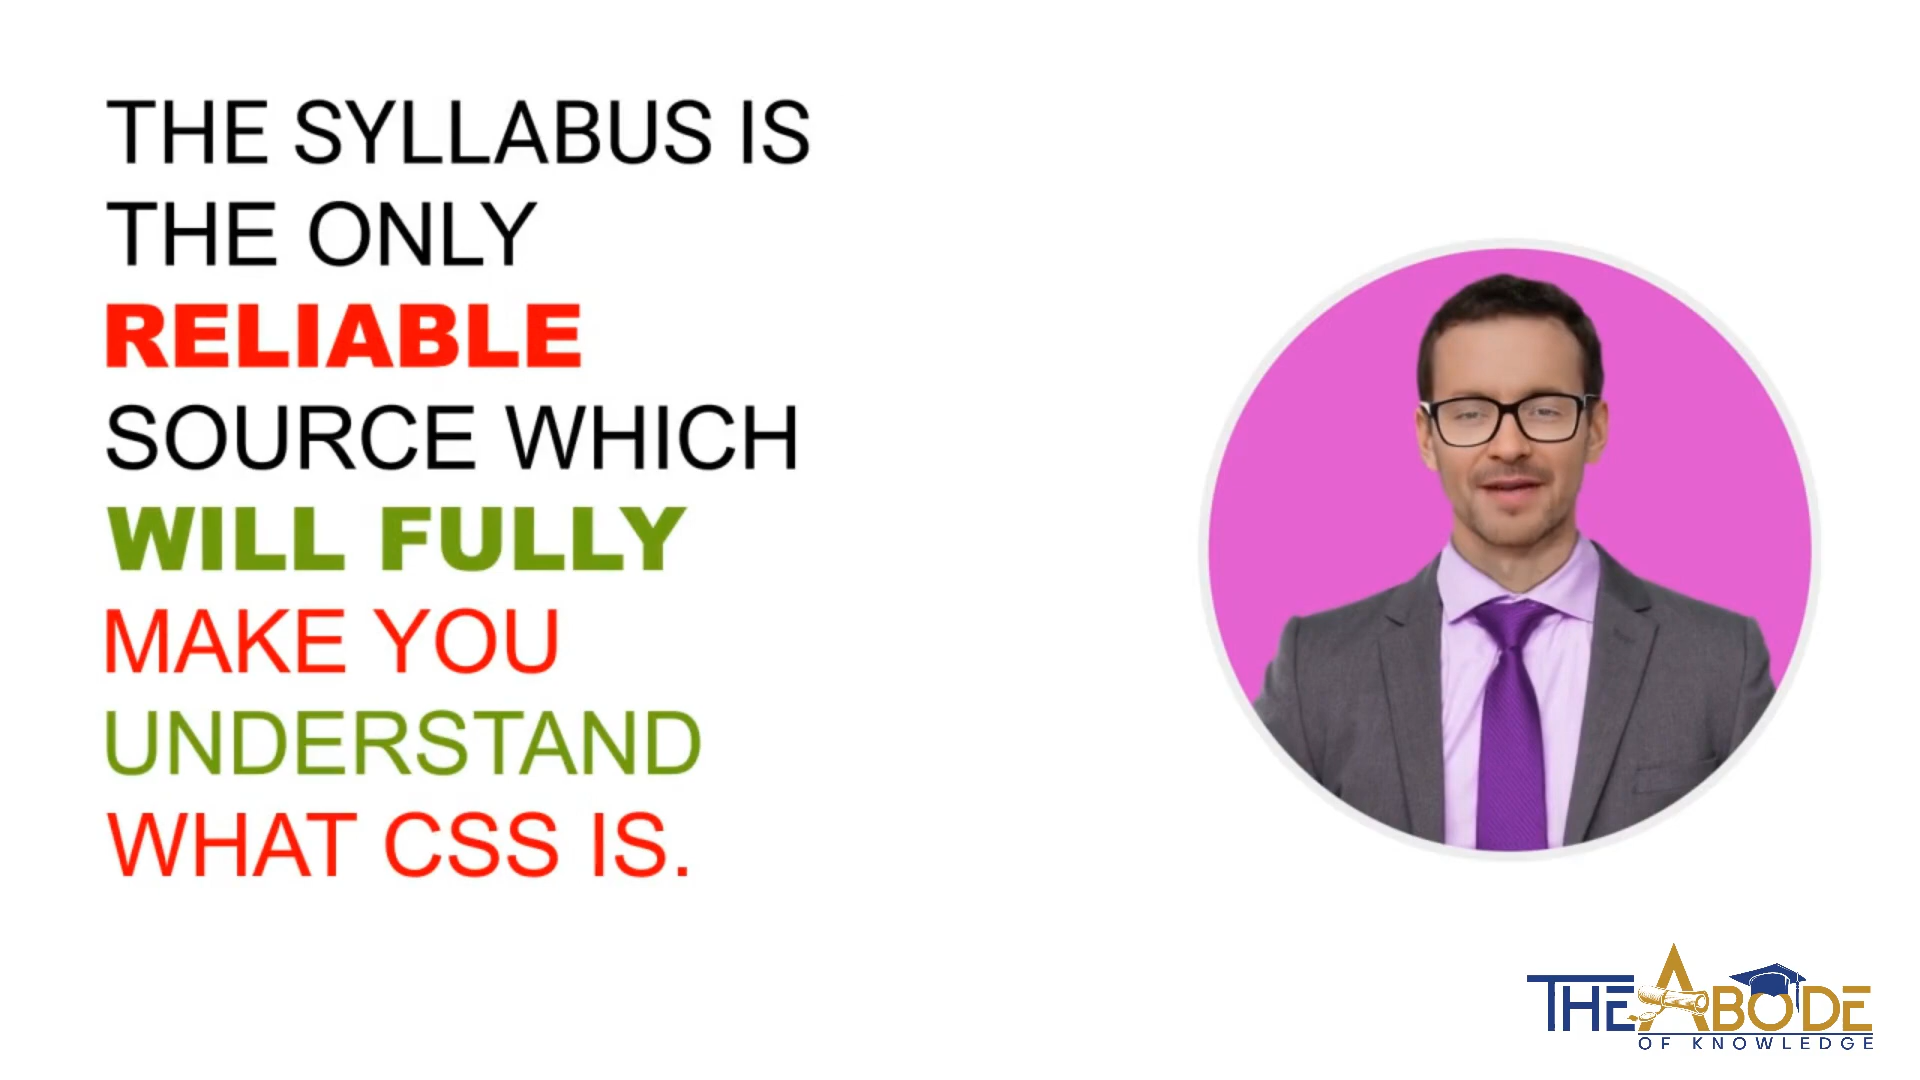 THE SYLLABUS IS
THE ONLY
RELIABLE
SOURCE WHICH
WILL FULLY
MAKE YOU
UNDERSTAND
WHAT CSS IS.
THE ABODE
OF KNOWLEDGE